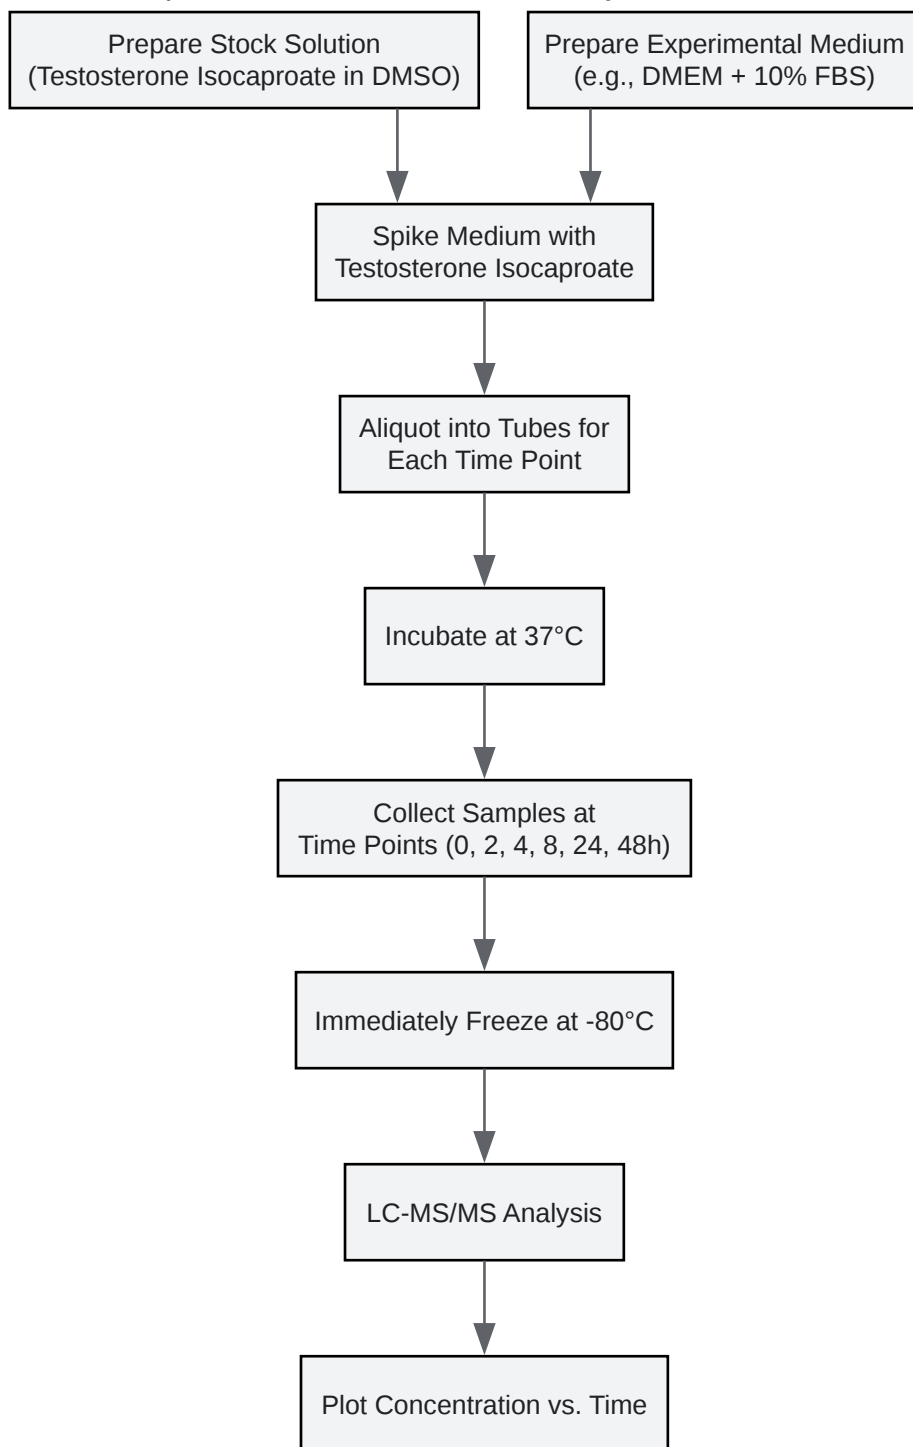 Prepare Stock Solution
(Testosterone Isocaproate in DMSO)
Prepare Experimental Medium
(e.g., DMEM + 10% FBS)
Spike Medium with
Testosterone Isocaproate
Aliquot into Tubes for
Each Time Point
Incubate at 37°C
Collect Samples at
Time Points (0, 2, 4, 8, 24, 48h)
Immediately Freeze at -80°C
LC-MS/MS Analysis
Plot Concentration vs. Time